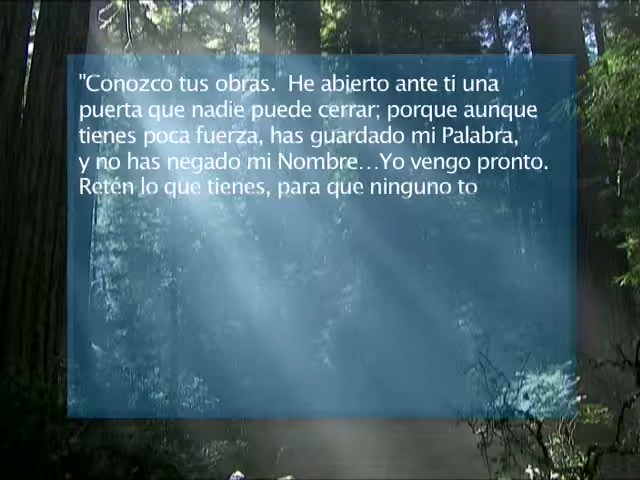 "Conozco tus obras.  He abierto ante ti una
puerta que nadie puede cerrar; porque aunque
tienes poca fuerza, has guardado mi Palabra,
y no has negado mi Nombre…Yo vengo pronto.
Retén lo que tienes, para que ninguno to